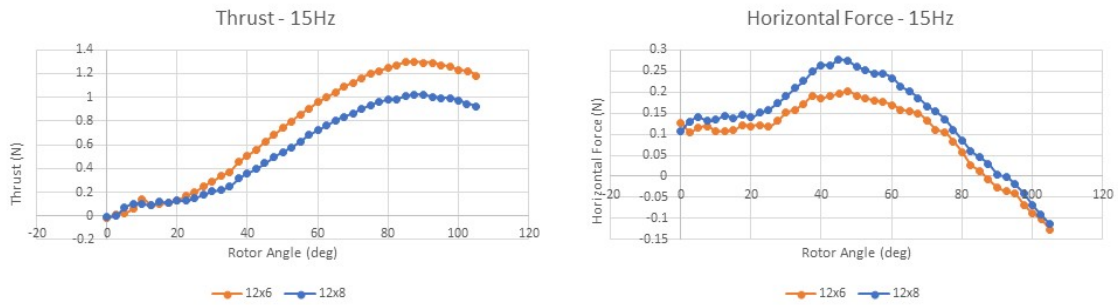 Thrust - 15Hz
1.4
1.2
1
0.8
0.6
0.4
0.2
0
-0.2
-20 0 20 40 60 80 100 120
Thrust (N)
Rotor Angle (deg)
12x6 12x8
Horizontal Force - 15Hz
0.3
0.25
0.2
0.15
0.1
0.05
0
-0.05
-0.1
-0.15
-20 0 20 40 60 80 100 120
Horizontal Force (N)
Rotor Angle (deg)
12x6 12x8